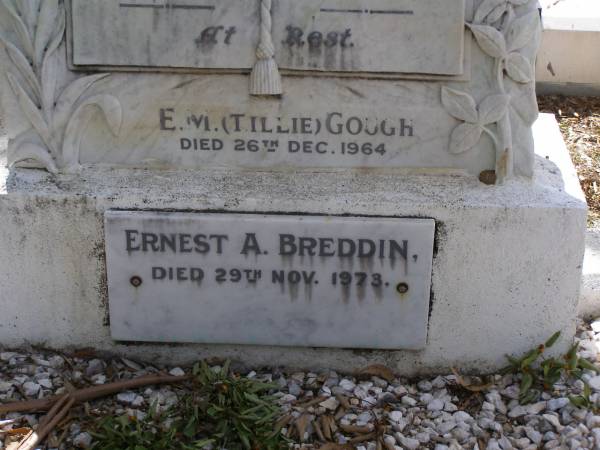 At Rest.
E.M.(TILLIE) GOUGH
DIED 26TH DEC. 1964
ERNEST A. BREDDIN,
DIED 29TH NOV. 1973.